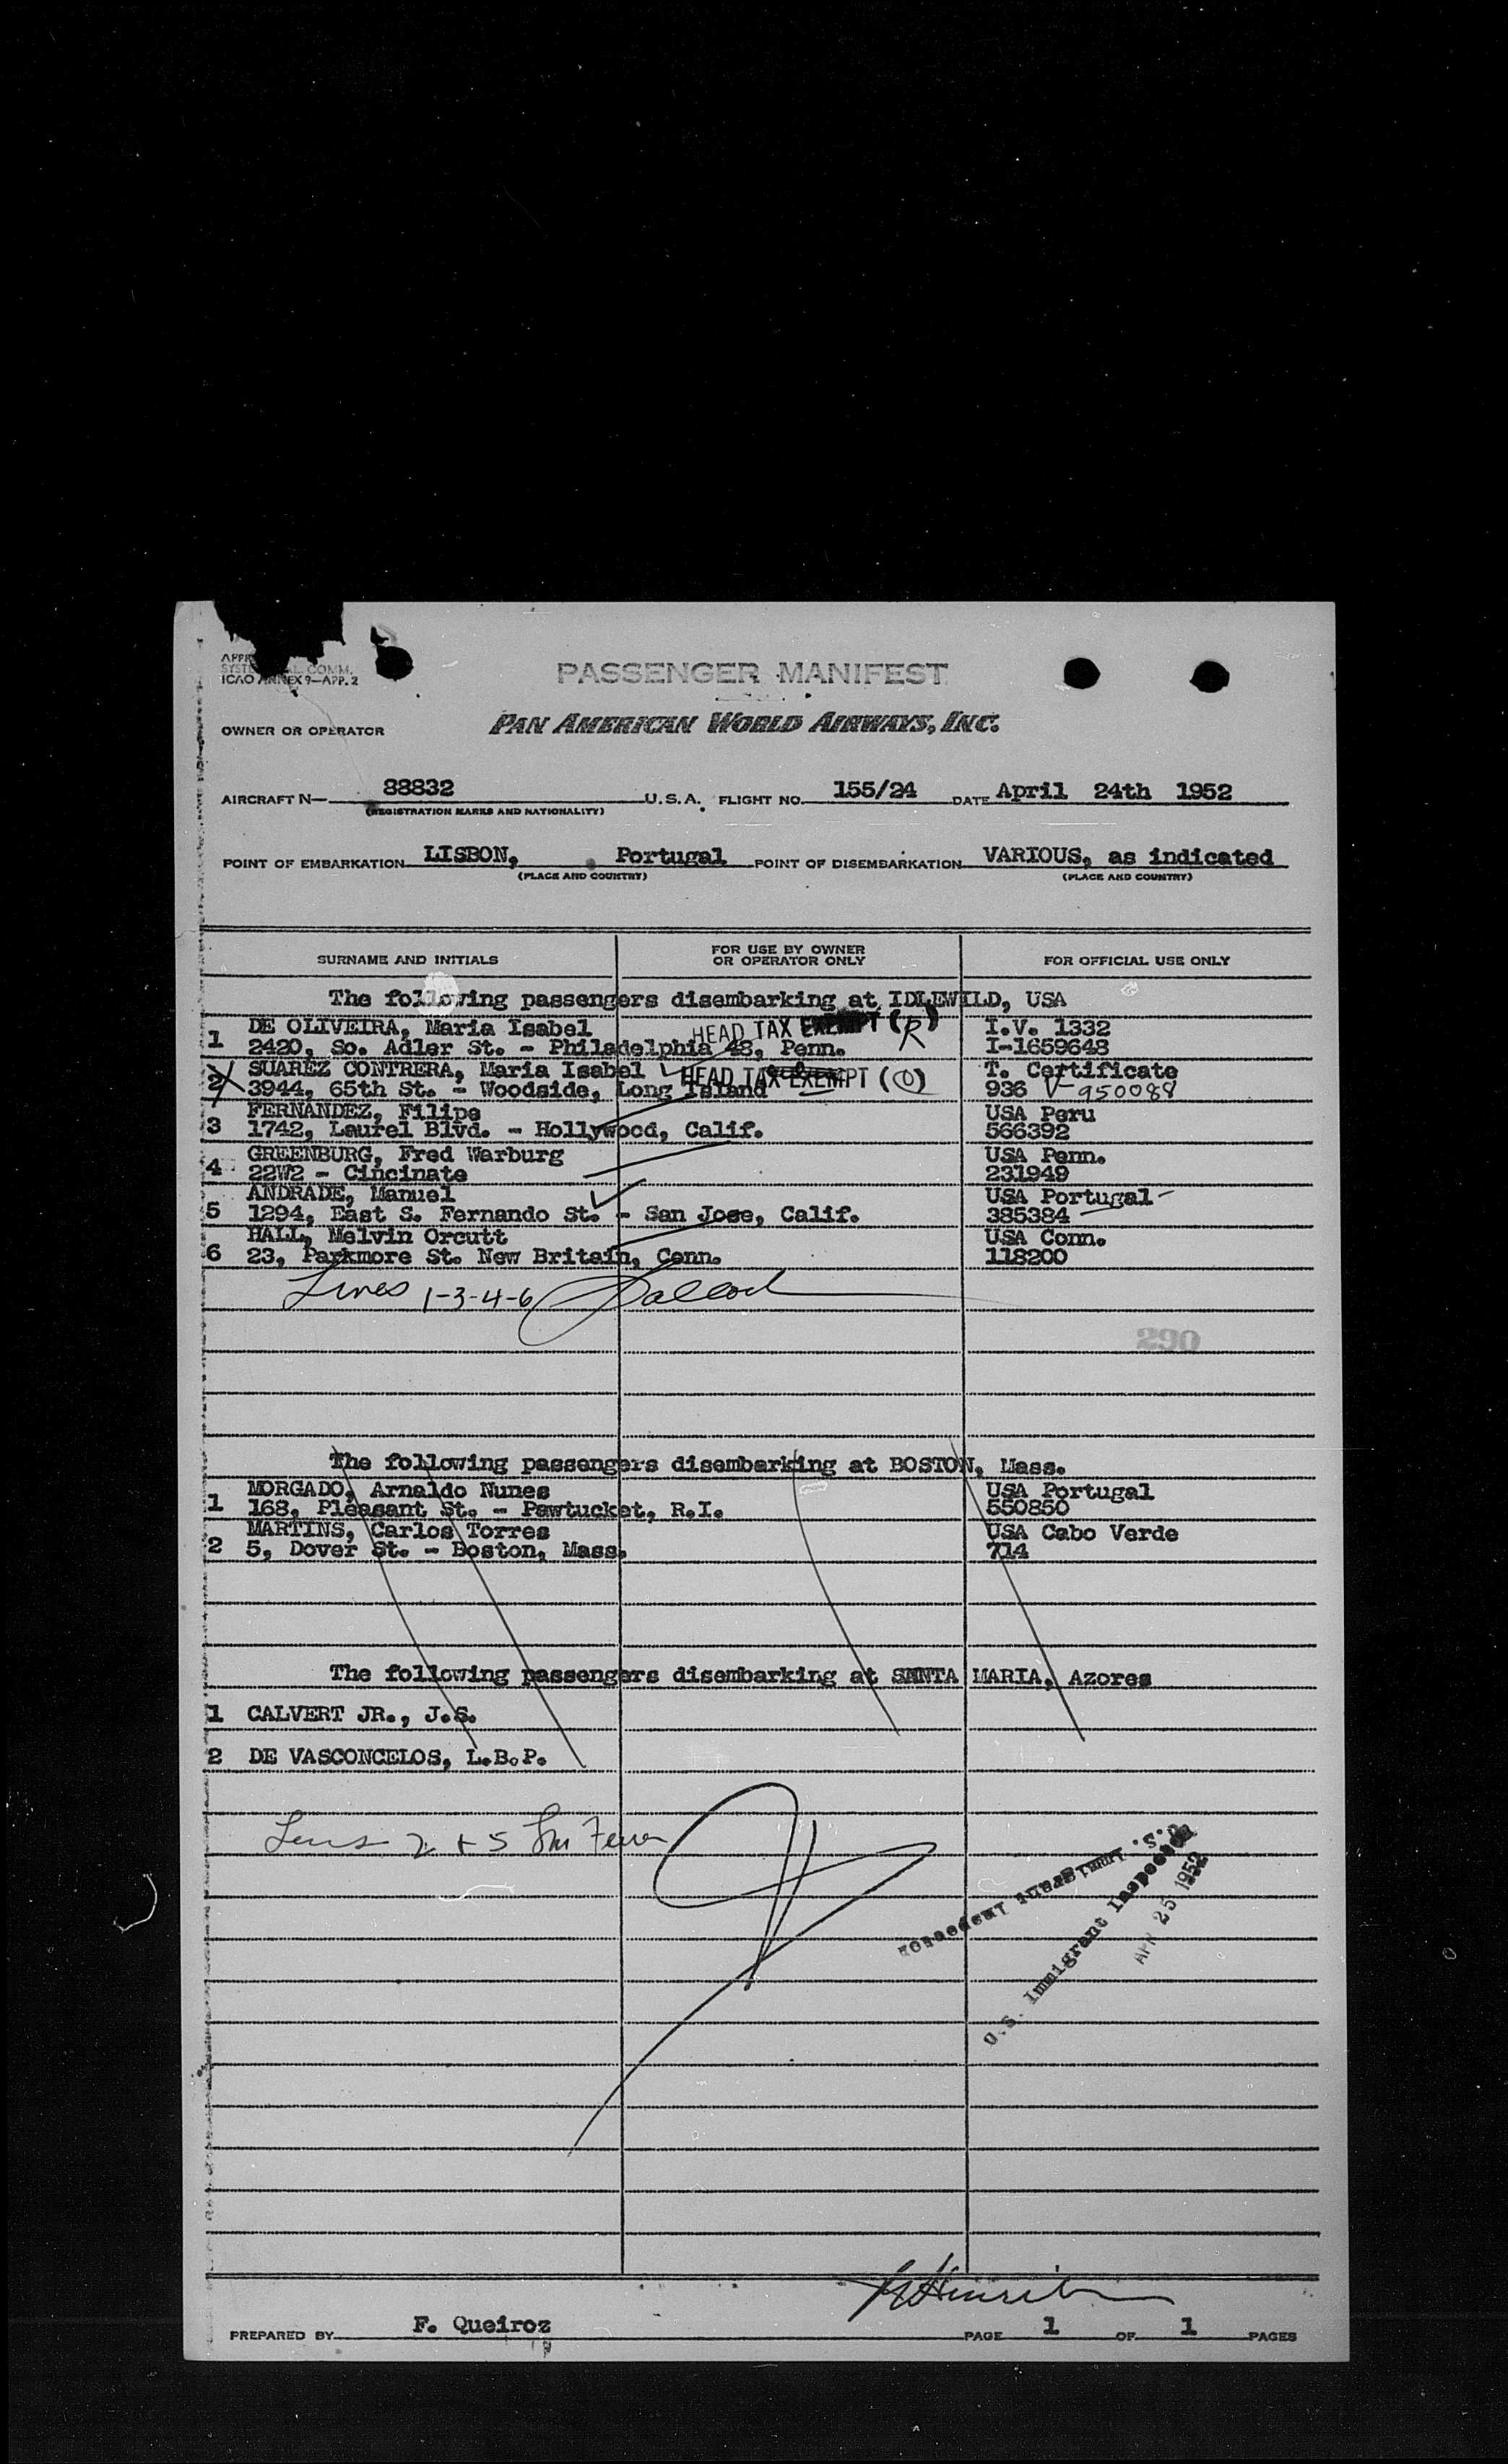 PASSENGER MANIFEST
ICAO ANNEX 9—APP. 2
OWNER OR OPERATOR
PAN AMERICAN WORLD AIRWAYS, INC.
AIRCRAFT N— 88832 U.S.A. FLIGHT NO. 155/24 DATE April 24th 1952
(REGISTRATION MARKS AND NATIONALITY)
POINT OF EMBARKATION LISBON, Portugal POINT OF DISEMBARKATION VARIOUS, as indicated
(PLACE AND COUNTRY) (PLACE AND COUNTRY)
SURNAME AND INITIALS FOR USE BY OWNER OR OPERATOR ONLY FOR OFFICIAL USE ONLY
The following passengers disembarking at IDLEWILD, USA
1 DE OLIVEIRA, Maria Isabel HEAD TAX EXEMPT (R) I.V. 1332
2420, So. Adler St. - Philadelphia 48, Penn. I-1659648
2 SUAREZ CONTRERA, Maria Isabel HEAD TAX EXEMPT (O) T. Certificate
3944, 65th St. - Woodside, Long Island 936 V-950088
FERNANDEZ, Filipe USA Peru
3 1742, Laurel Blvd. - Hollywood, Calif. 566392
GREENBURG, Fred Warburg USA Penn.
4 22W2 - Cincinate 231949
ANDRADE, Manuel USA Portugal
5 1294, East S. Fernando St. - San Jose, Calif. 385384
HALL, Melvin Orcutt USA Conn.
6 23, Parkmore St. New Britain, Conn. 118200
Lines 1-3-4-6
290
The following passengers disembarking at BOSTON, Mass.
MORGADO, Arnaldo Nunes USA Portugal
1 168, Pleasant St. - Pawtucket, R.I. 550850
MARTINS, Carlos Torres USA Cabo Verde
2 5, Dover St. - Boston, Mass. 714
The following passengers disembarking at SANTA MARIA, Azores
1 CALVERT JR., J.S.
2 DE VASCONCELOS, L.B.P.
2 + 5
U.S. Immigrant Inspector
APR 25 1952
PREPARED BY F. Queiroz PAGE 1 OF 1 PAGES